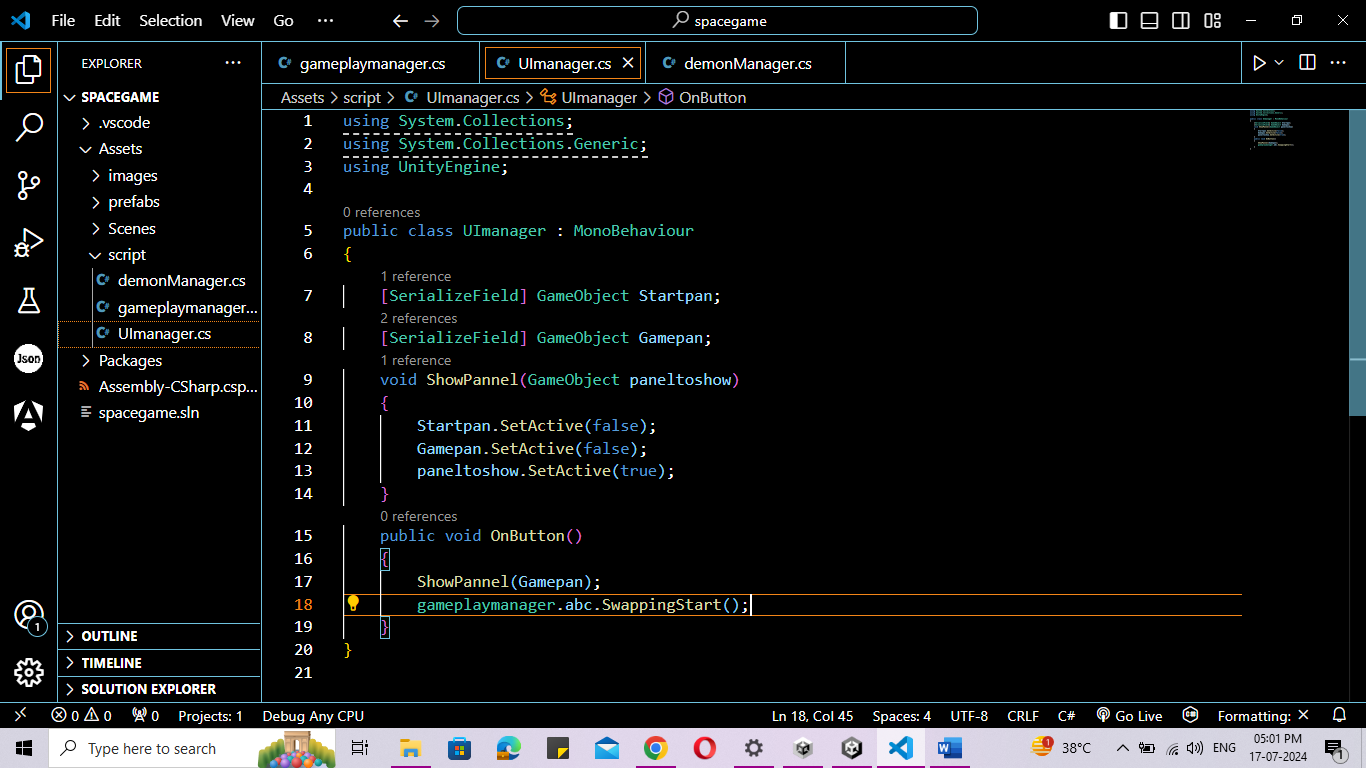 File Edit Selection View Go ··· spacegame
EXPLORER ···
SPACEGAME
.vscode
Assets
images
prefabs
Scenes
script
demonManager.cs
gameplaymanager...
UImanager.cs
Packages
Assembly-CSharp.csp...
spacegame.sln
Json
1
OUTLINE
TIMELINE
SOLUTION EXPLORER
C# gameplaymanager.cs C# UImanager.cs C# demonManager.cs
Assets > script > C# UImanager.cs > UImanager > OnButton
1 using System.Collections;
2 using System.Collections.Generic;
3 using UnityEngine;
4
0 references
5 public class UImanager : MonoBehaviour
6 {
1 reference
7 [SerializeField] GameObject Startpan;
2 references
8 [SerializeField] GameObject Gamepan;
1 reference
9 void ShowPannel(GameObject paneltoshow)
10 {
11 Startpan.SetActive(false);
12 Gamepan.SetActive(false);
13 paneltoshow.SetActive(true);
14 }
0 references
15 public void OnButton()
16 {
17 ShowPannel(Gamepan);
18 gameplaymanager.abc.SwappingStart();
19 }
20 }
21
0 0 0 Projects: 1 Debug Any CPU Ln 18, Col 45 Spaces: 4 UTF-8 CRLF C# Go Live Formatting: ×
Type here to search 38°C ENG 05:01 PM
17-07-2024 1